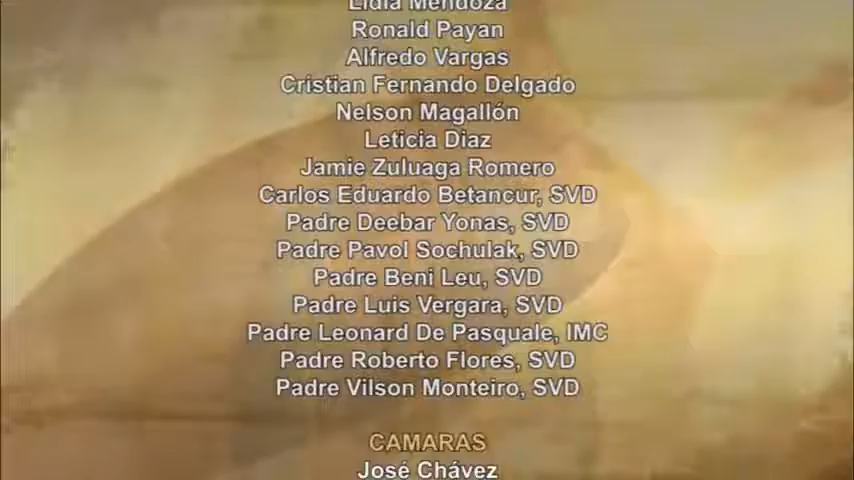 Lidia Mendoza
Ronald Payan
Alfredo Vargas
Cristian Fernando Delgado
Nelson Magallón
Leticia Diaz
Jamie Zuluaga Romero
Carlos Eduardo Betancur, SVD
Padre Deebar Yonas, SVD
Padre Pavol Sochulak, SVD
Padre Beni Leu, SVD
Padre Luis Vergara, SVD
Padre Leonard De Pasquale, IMC
Padre Roberto Flores, SVD
Padre Vilson Monteiro, SVD
CAMARAS
José Chávez